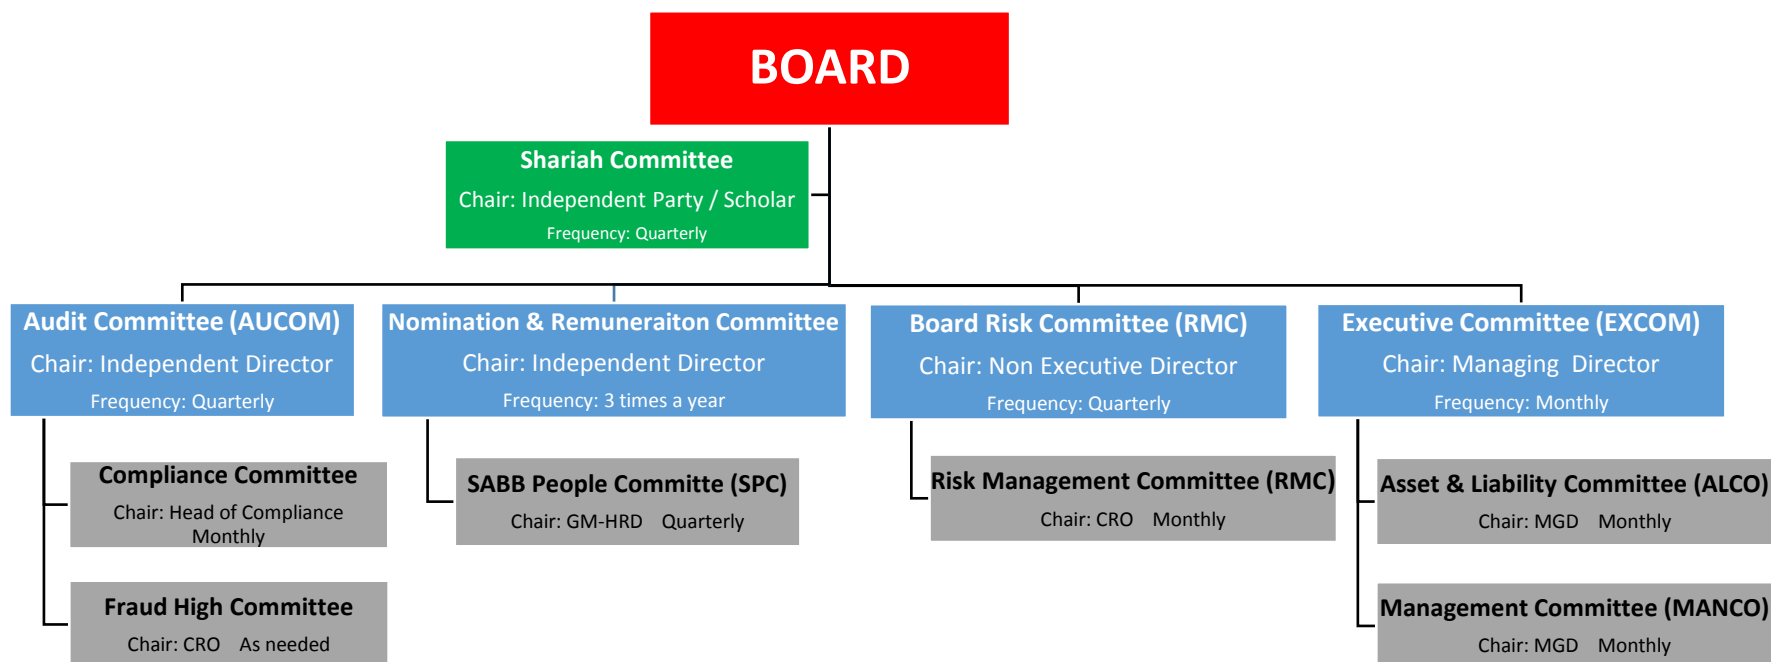 BOARD
Shariah Committee
Chair: Independent Party / Scholar
Frequency: Quarterly
Audit Committee (AUCOM)
Chair: Independent Director
Frequency: Quarterly
Nomination & Remuneraiton Committee
Chair: Independent Director
Frequency: 3 times a year
Board Risk Committee (RMC)
Chair: Non Executive Director
Frequency: Quarterly
Executive Committee (EXCOM)
Chair: Managing Director
Frequency: Monthly
Compliance Committee
Chair: Head of Compliance
Monthly
Fraud High Committee
Chair: CRO As needed
SABB People Committe (SPC)
Chair: GM-HRD Quarterly
Risk Management Committee (RMC)
Chair: CRO Monthly
Asset & Liability Committee (ALCO)
Chair: MGD Monthly
Management Committee (MANCO)
Chair: MGD Monthly